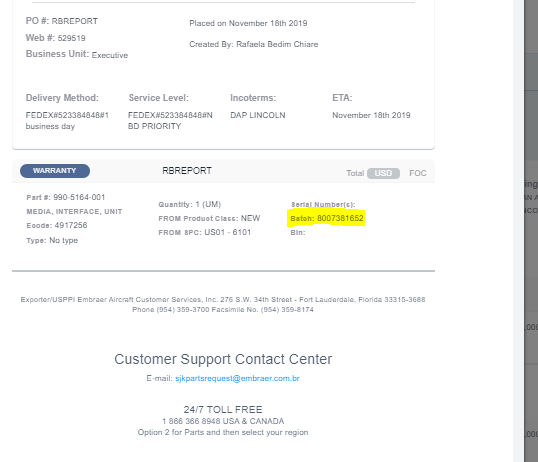 PO #: RBREPORT
Placed on November 18th 2019
Web #: 529519
Created By: Rafaela Bedim Chiare
Business Unit: Executive
Delivery Method: Service Level: Incoterms: ETA:
FEDEX#523384848#1 FEDEX#523384848#N DAP LINCOLN November 18th 2019
business day BD PRIORITY
WARRANTY RBREPORT Total USD FOC
Part #: 990-5164-001
MEDIA, INTERFACE, UNIT
Ecode: 4917256
Type: No type
Quantity: 1 (UM)
FROM Product Class: NEW
FROM SPC: US01 - 6101
Serial Number(s):
Batch: 8007381652
Bin:
Exporter/USPPI Embraer Aircraft Customer Services, Inc. 276 S.W. 34th Street - Fort Lauderdale, Florida 33315-3688
Phone (954) 359-3700 Facsimile No. (954) 359-8174
Customer Support Contact Center
E-mail: sjkpartsrequest@embraer.com.br
24/7 TOLL FREE
1 866 366 8948 USA & CANADA
Option 2 for Parts and then select your region